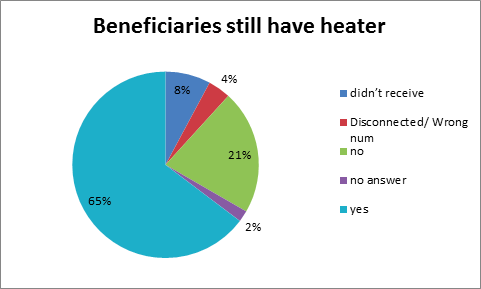 Beneficiaries still have heater
8%
4%
21%
2%
65%
didn't receive
Disconnected/ Wrong
num
no
no answer
yes